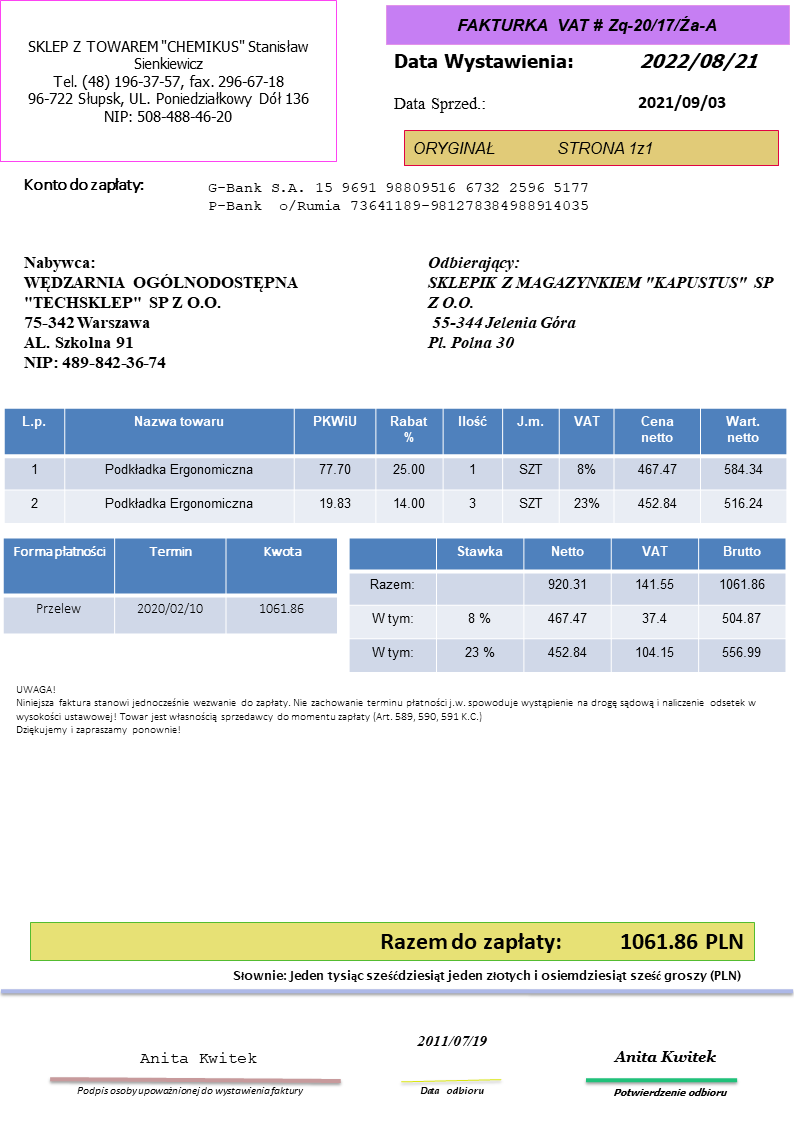 SKLEP Z TOWAREM "CHEMIKUS" Stanisław
Sienkiewicz
Tel. (48) 196-37-57, fax. 296-67-18
96-722 Słupsk, UL. Poniedziałkowy Dół 136
NIP: 508-488-46-20
FAKTURKA VAT # Zq-20/17/Źa-A
Data Wystawienia: 2022/08/21
Data Sprzed.: 2021/09/03
ORYGINAŁ STRONA 1z1
Konto do zapłaty: G-Bank S.A. 15 9691 98809516 6732 2596 5177
P-Bank o/Rumia 73641189-981278384988914035
Nabywca:
WĘDZARNIA OGÓLNODOSTĘPNA
"TECHSKLEP" SP Z O.O.
75-342 Warszawa
AL. Szkolna 91
NIP: 489-842-36-74
Odbierający:
SKLEPIK Z MAGAZYNKIEM "KAPUSTUS" SP
Z O.O.
55-344 Jelenia Góra
Pl. Polna 30
L.p. Nazwa towaru PKWiU Rabat % Ilość J.m. VAT Cena netto Wart. netto
1 Podkładka Ergonomiczna 77.70 25.00 1 SZT 8% 467.47 584.34
2 Podkładka Ergonomiczna 19.83 14.00 3 SZT 23% 452.84 516.24
Forma płatności Termin Kwota
Przelew 2020/02/10 1061.86
Stawka Netto VAT Brutto
Razem: 920.31 141.55 1061.86
W tym: 8 % 467.47 37.4 504.87
W tym: 23 % 452.84 104.15 556.99
UWAGA!
Niniejsza faktura stanowi jednocześnie wezwanie do zapłaty. Nie zachowanie terminu płatności j.w. spowoduje wystąpienie na drogę sądową i naliczenie odsetek w
wysokości ustawowej! Towar jest własnością sprzedawcy do momentu zapłaty (Art. 589, 590, 591 K.C.)
Dziękujemy i zapraszamy ponownie!
Razem do zapłaty: 1061.86 PLN
Słownie: Jeden tysiąc sześćdziesiąt jeden złotych i osiemdziesiąt sześć groszy (PLN)
Anita Kwitek
Podpis osoby upoważnionej do wystawienia faktury
2011/07/19
Data odbioru
Anita Kwitek
Potwierdzenie odbioru